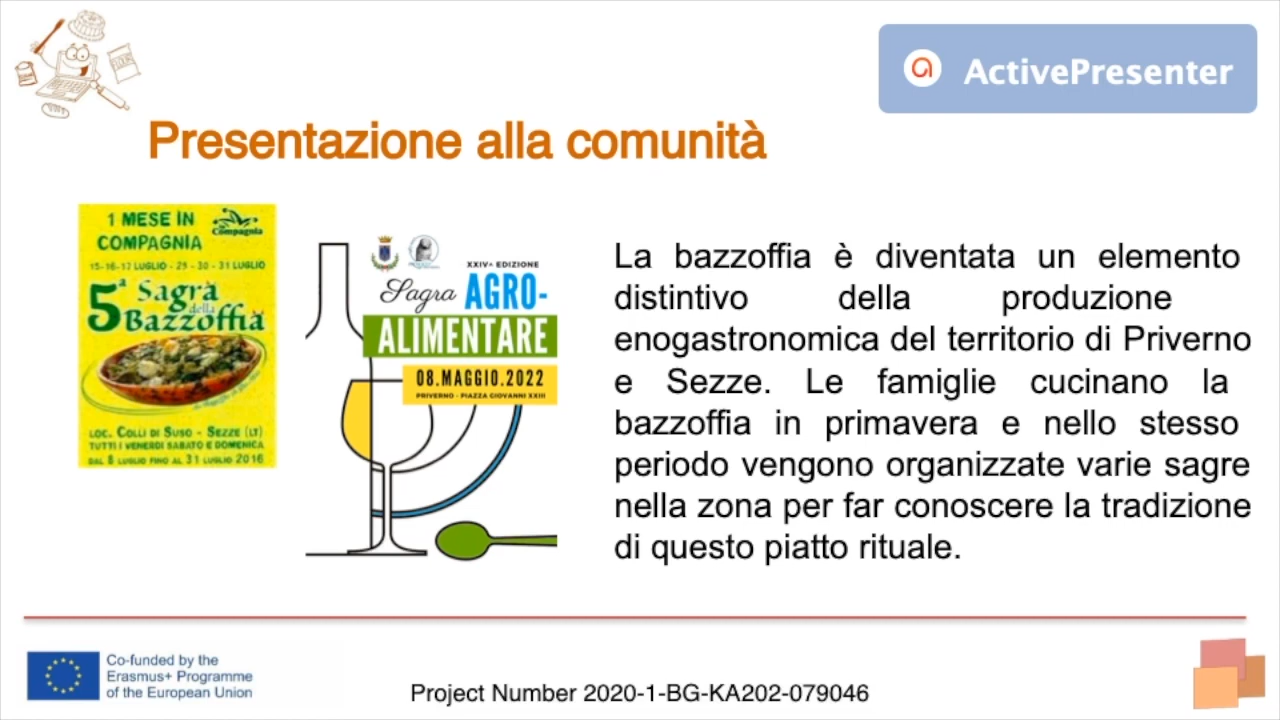 ActivePresenter
Presentazione alla comunità
1 MESE IN
COMPAGNIA
Compagnia
15-16-17 LUGLIO - 29 - 30 - 31 LUGLIO
5ª Sagra
della
Bazzoffia
LOC. COLLI DI SUSO - SEZZE (LT)
TUTTI I VENERDI SABATO E DOMENICA
DAL 8 LUGLIO FINO AL 31 LUGLIO 2016
XXIVª EDIZIONE
Sagra AGRO-
ALIMENTARE
08.MAGGIO.2022
PRIVERNO - PIAZZA GIOVANNI XXIII
La bazzoffia è diventata un elemento
distintivo della produzione
enogastronomica del territorio di Priverno
e Sezze. Le famiglie cucinano la
bazzoffia in primavera e nello stesso
periodo vengono organizzate varie sagre
nella zona per far conoscere la tradizione
di questo piatto rituale.
Co-funded by the
Erasmus+ Programme
of the European Union
Project Number 2020-1-BG-KA202-079046